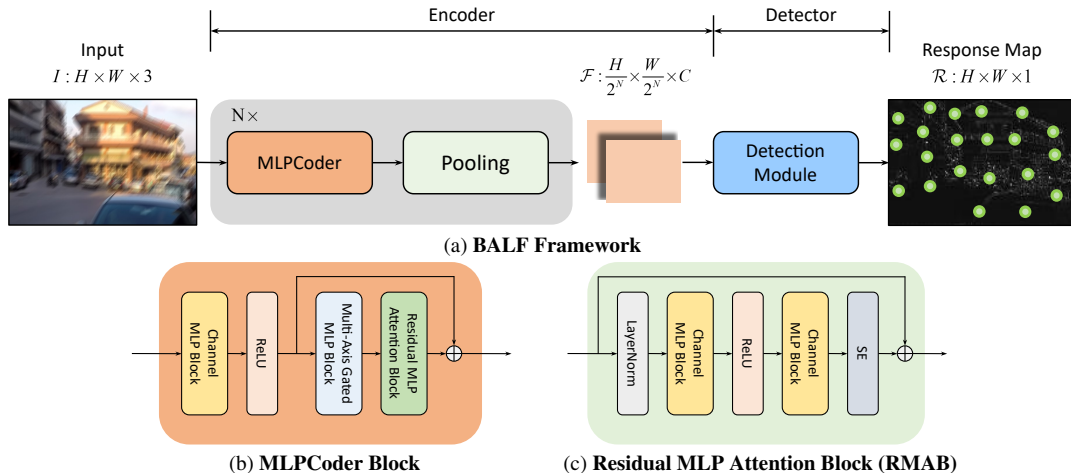 Encoder
Detector
Input
I : H × W × 3
F : H/2^N × W/2^N × C
Response Map
R : H × W × 1
N×
MLPCoder
Pooling
Detection
Module
(a) BALF Framework
Channel
MLP Block
ReLU
Multi-Axis Gated
MLP Block
Residual MLP
Attention Block
LayerNorm
Channel
MLP Block
ReLU
Channel
MLP Block
SE
(b) MLPCoder Block
(c) Residual MLP Attention Block (RMAB)